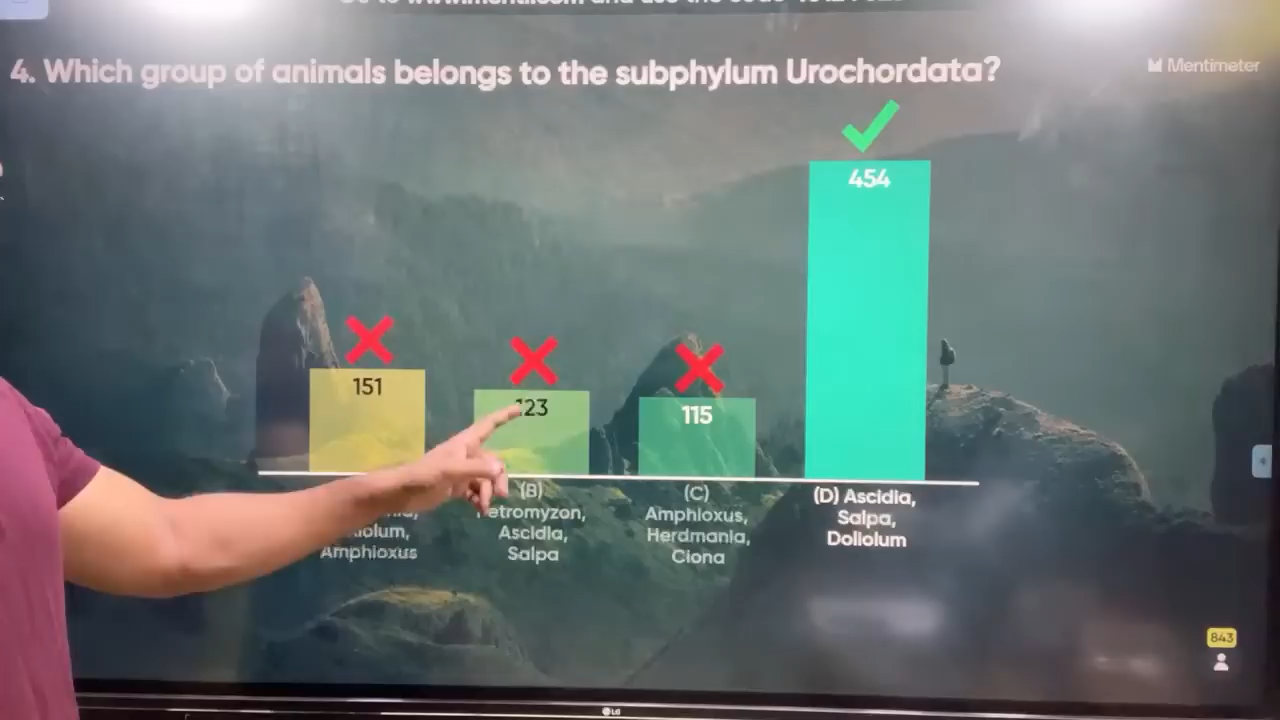 4. Which group of animals belongs to the subphylum Urochordata?
Mentimeter
454
151
123
115
Amphioxus
(B)
Petromyzon,
Ascidia,
Salpa
(C)
Amphioxus,
Herdmania,
Ciona
(D) Ascidia,
Salpa,
Doliolum
843
LG